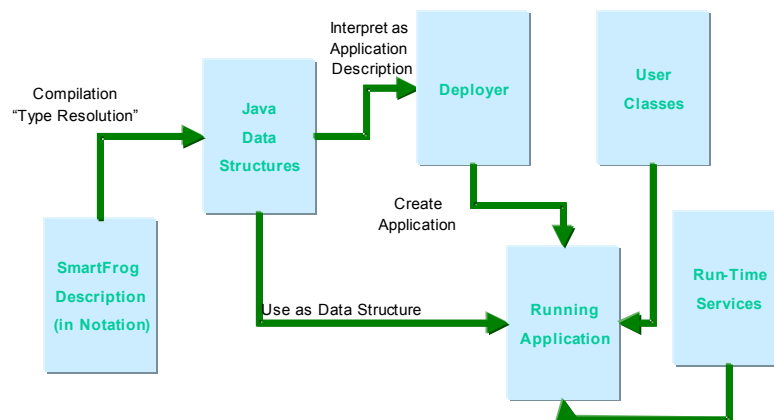 Interpret as
Application
Description
Compilation
“Type Resolution”
Java
Data
Structures
Deployer
User
Classes
Create
Application
SmartFrog
Description
(in Notation)
Use as Data Structure
Running
Application
Run-Time
Services